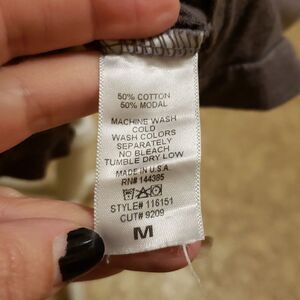 50% COTTON
50% MODAL
MACHINE WASH
COLD
WASH COLORS
SEPARATELY
NO BLEACH
TUMBLE DRY LOW
MADE IN U.S.A
RN# 144385
STYLE# 116151
CUT# 9209
M